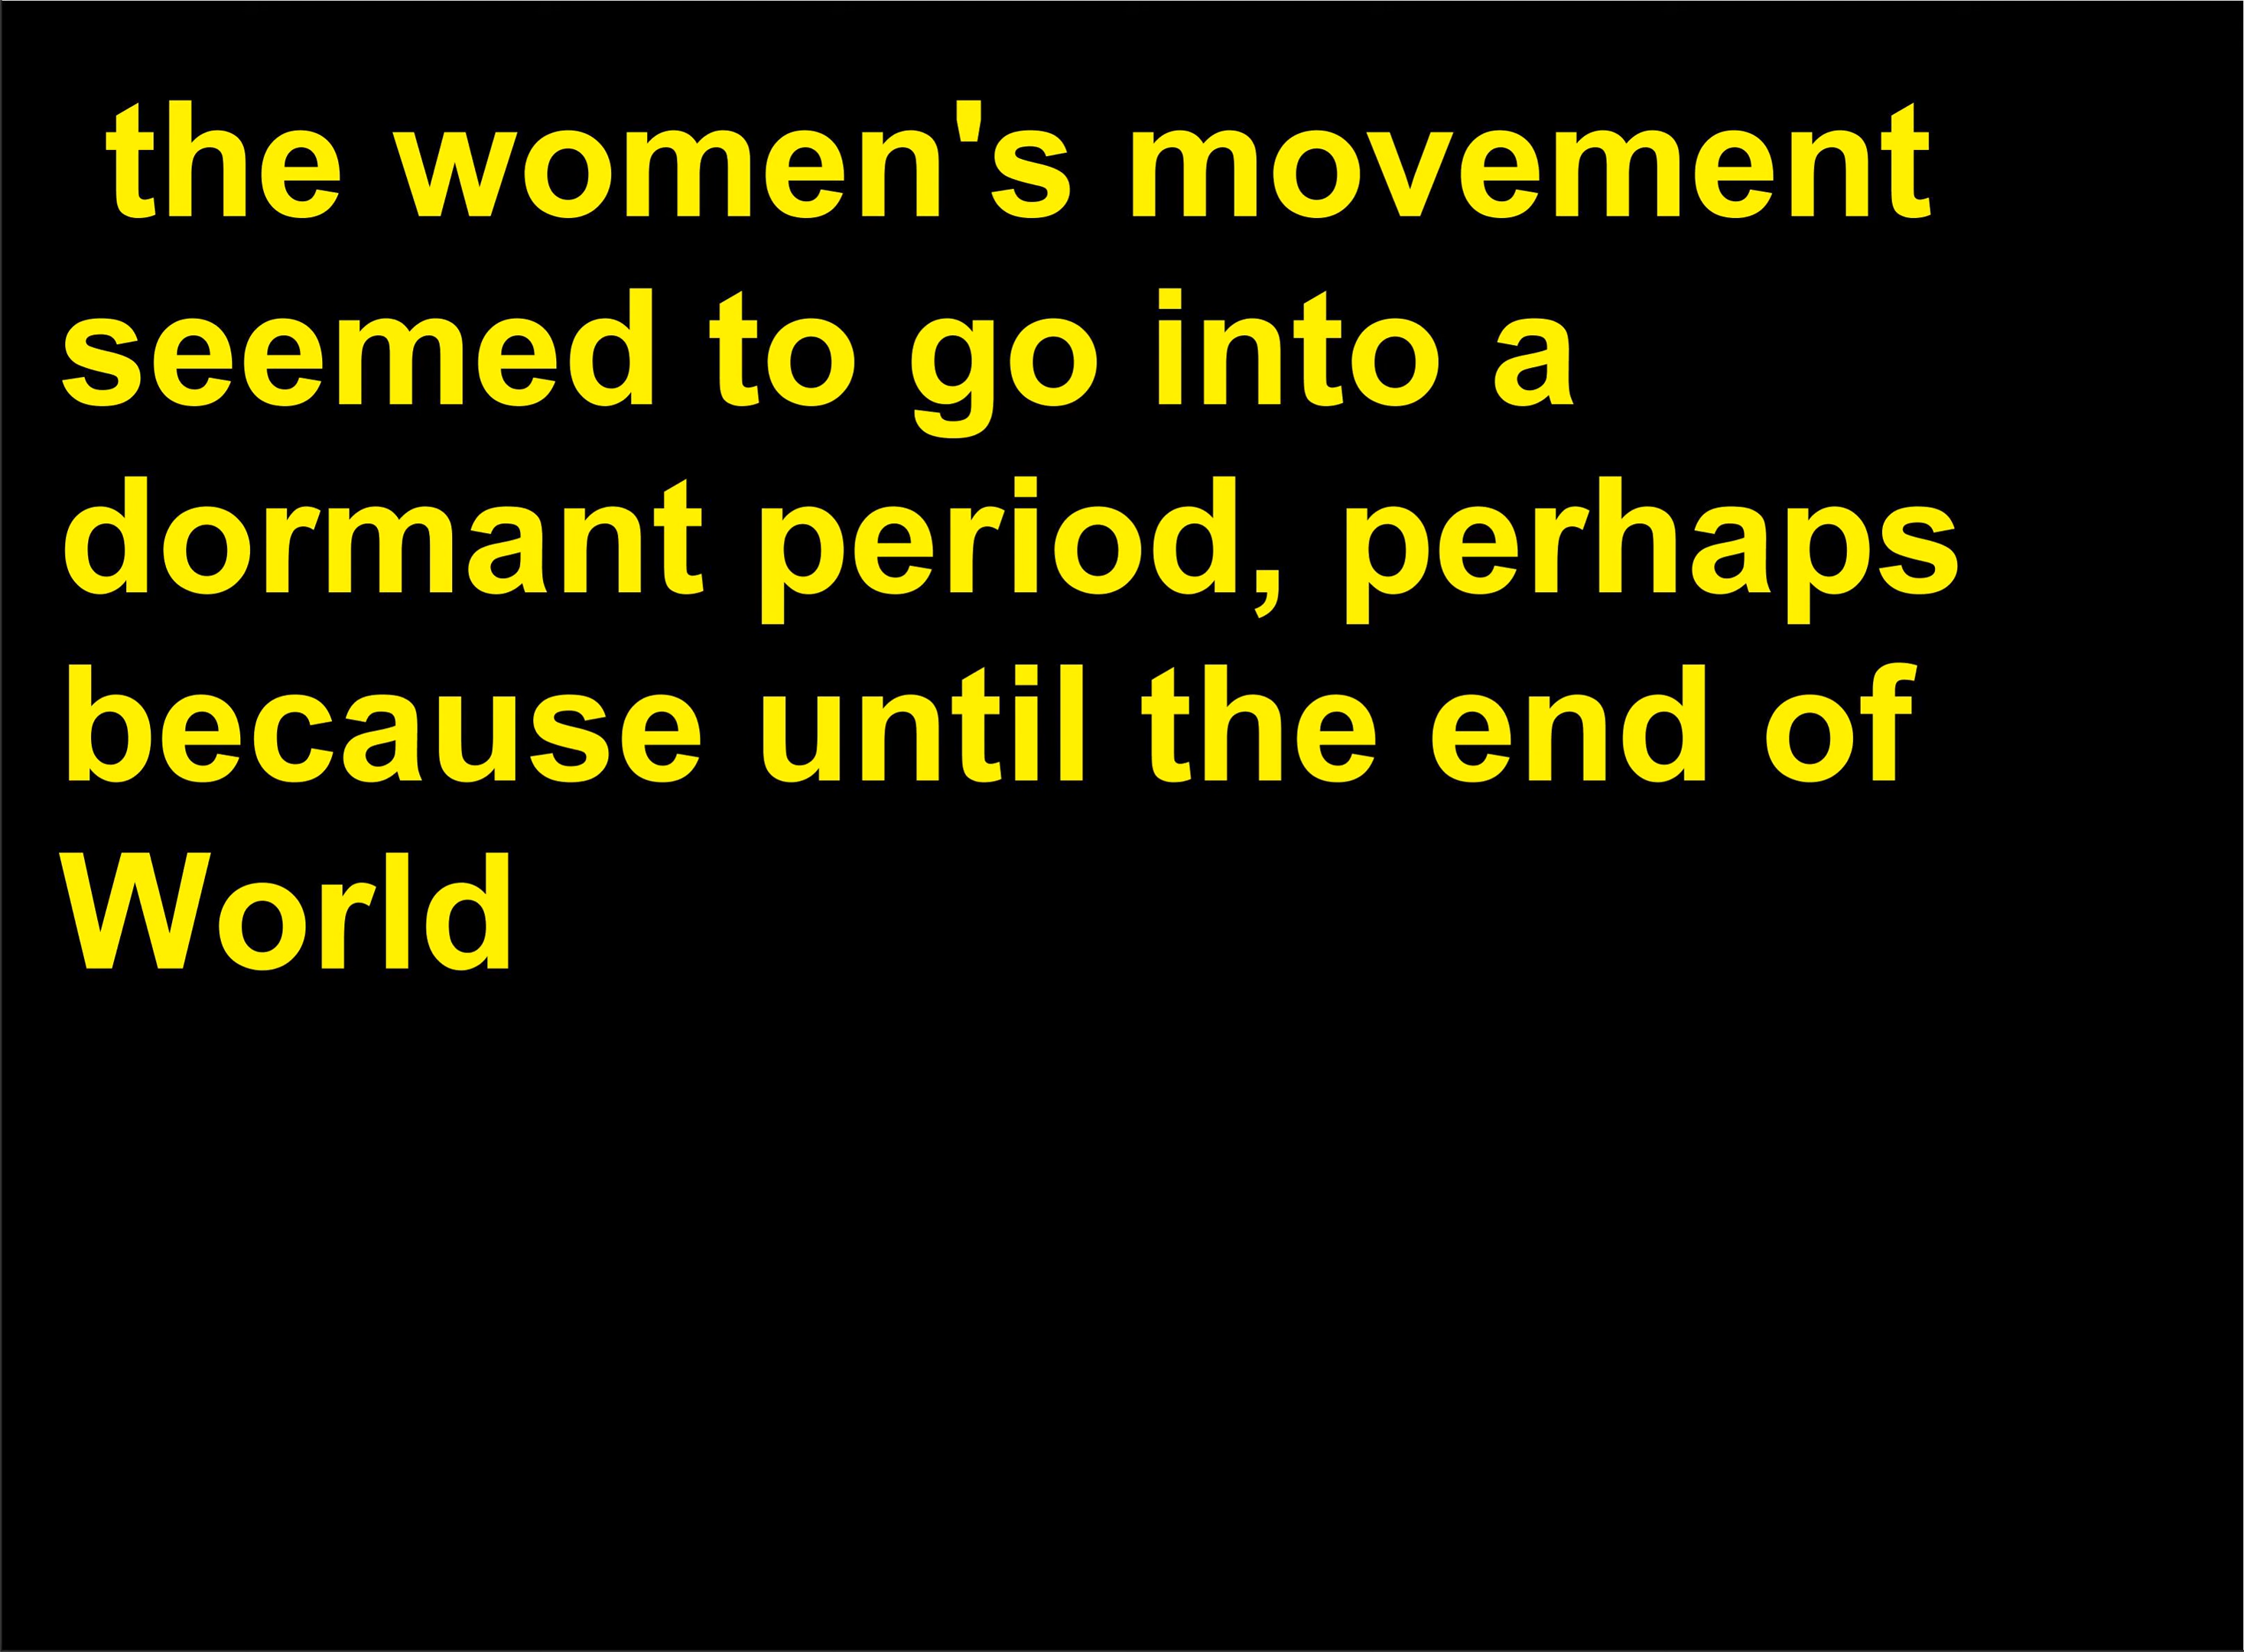 the women's movement
seemed to go into a
dormant period, perhaps
because until the end of
World